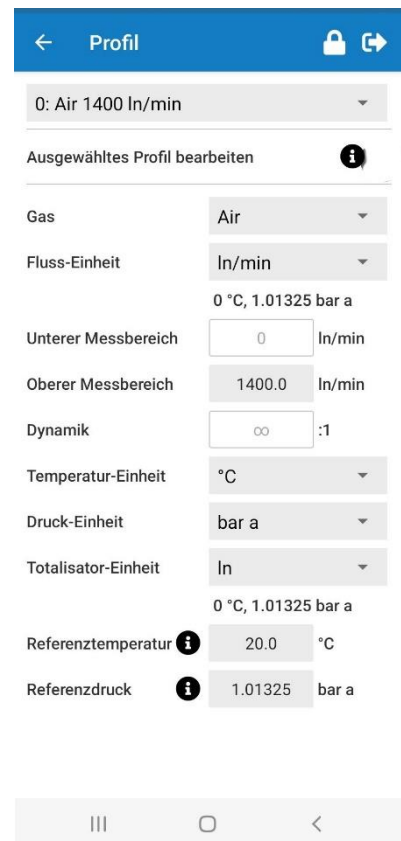 Profil
0: Air 1400 ln/min
Ausgewähltes Profil bearbeiten
Gas Air
Fluss-Einheit ln/min
0 °C, 1.01325 bar a
Unterer Messbereich 0 ln/min
Oberer Messbereich 1400.0 ln/min
Dynamik ∞ :1
Temperatur-Einheit °C
Druck-Einheit bar a
Totalisator-Einheit ln
0 °C, 1.01325 bar a
Referenztemperatur 20.0 °C
Referenzdruck 1.01325 bar a